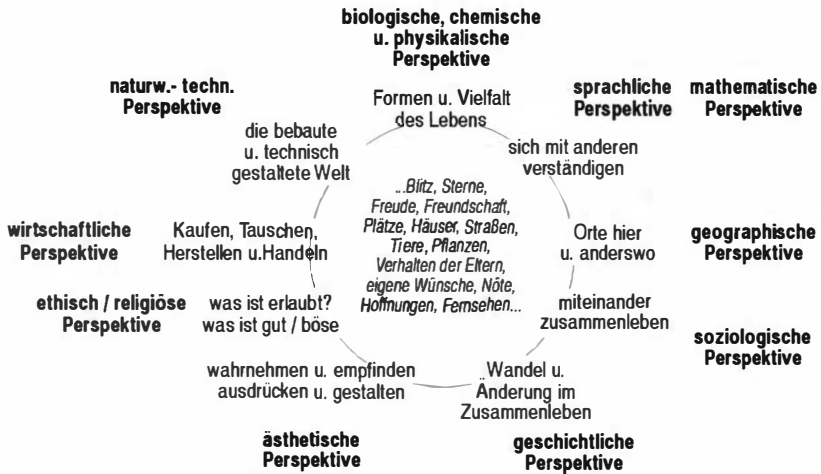 biologische, chemische
u. physikalische
Perspektive
naturw.- techn.
Perspektive
Formen u. Vielfalt
des Lebens
sprachliche
Perspektive
mathematische
Perspektive
die bebaute
u. technisch
gestaltete Welt
sich mit anderen
verständigen
...Blitz, Sterne,
Freude, Freundschaft,
Plätze, Häuser, Straßen,
Tiere, Pflanzen,
Verhalten der Eltern,
eigene Wünsche, Nöte,
Hoffnungen, Fernsehen...
wirtschaftliche
Perspektive
Kaufen, Tauschen,
Herstellen u.Handeln
Orte hier
u. anderswo
geographische
Perspektive
ethisch / religiöse
Perspektive
was ist erlaubt?
was ist gut / böse
miteinander
zusammenleben
soziologische
Perspektive
wahrnehmen u. empfinden
ausdrücken u. gestalten
Wandel u.
Änderung im
Zusammenleben
ästhetische
Perspektive
geschichtliche
Perspektive